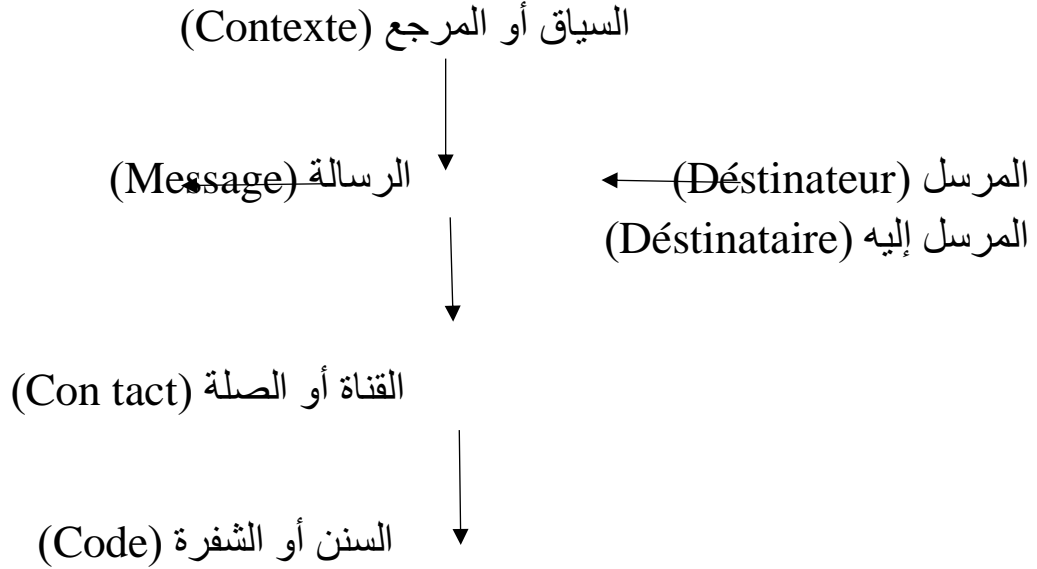 السياق أو المرجع (Contexte)
المرسل (Déstinateur) الرسالة (Message)
المرسل إليه (Déstinataire)
القناة أو الصلة (Con tact)
السنن أو الشفرة (Code)